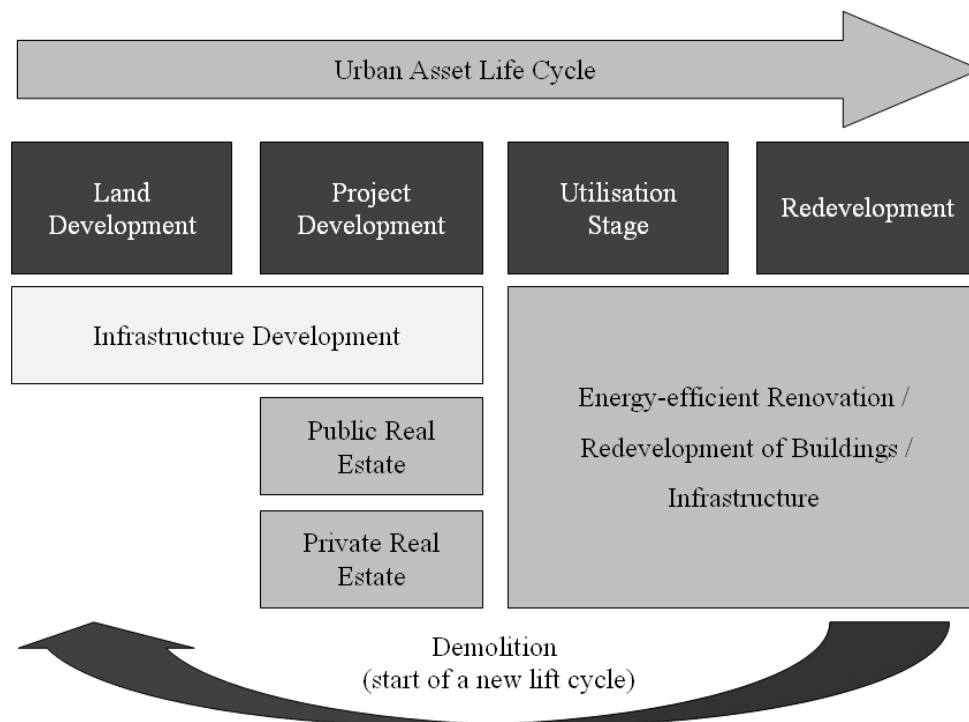 Urban Asset Life Cycle
Land
Development
Project
Development
Utilisation
Stage
Redevelopment
Infrastructure Development
Public Real
Estate
Private Real
Estate
Energy-efficient Renovation /
Redevelopment of Buildings /
Infrastructure
Demolition
(start of a new lift cycle)